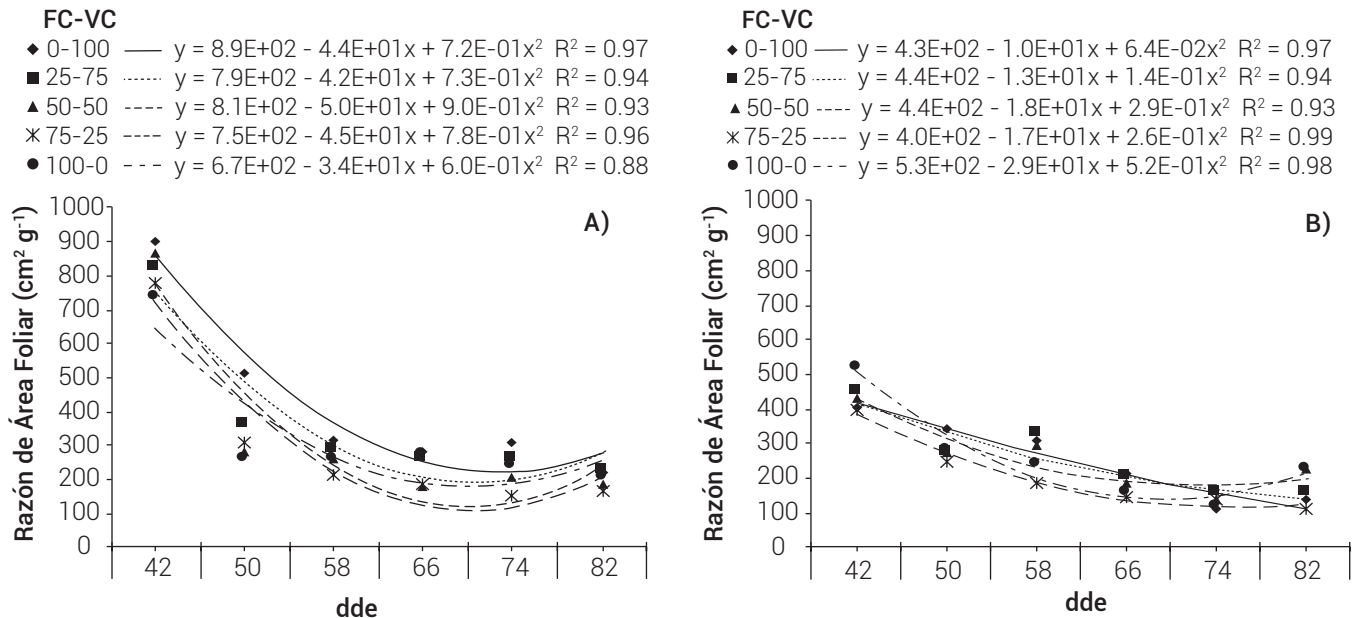 FC-VC
0-100 y = 8.9E+02 - 4.4E+01x + 7.2E-01x² R² = 0.97
25-75 y = 7.9E+02 - 4.2E+01x + 7.3E-01x² R² = 0.94
50-50 y = 8.1E+02 - 5.0E+01x + 9.0E-01x² R² = 0.93
75-25 y = 7.5E+02 - 4.5E+01x + 7.8E-01x² R² = 0.96
100-0 y = 6.7E+02 - 3.4E+01x + 6.0E-01x² R² = 0.88
A)
Razón de Área Foliar (cm² g⁻¹)
1000
900
800
700
600
500
400
300
200
100
0
42 50 58 66 74 82
dde
FC-VC
0-100 y = 4.3E+02 - 1.0E+01x + 6.4E-02x² R² = 0.97
25-75 y = 4.4E+02 - 1.3E+01x + 1.4E-01x² R² = 0.94
50-50 y = 4.4E+02 - 1.8E+01x + 2.9E-01x² R² = 0.93
75-25 y = 4.0E+02 - 1.7E+01x + 2.6E-01x² R² = 0.99
100-0 y = 5.3E+02 - 2.9E+01x + 5.2E-01x² R² = 0.98
B)
Razón de Área Foliar (cm² g⁻¹)
1000
900
800
700
600
500
400
300
200
100
0
42 50 58 66 74 82
dde